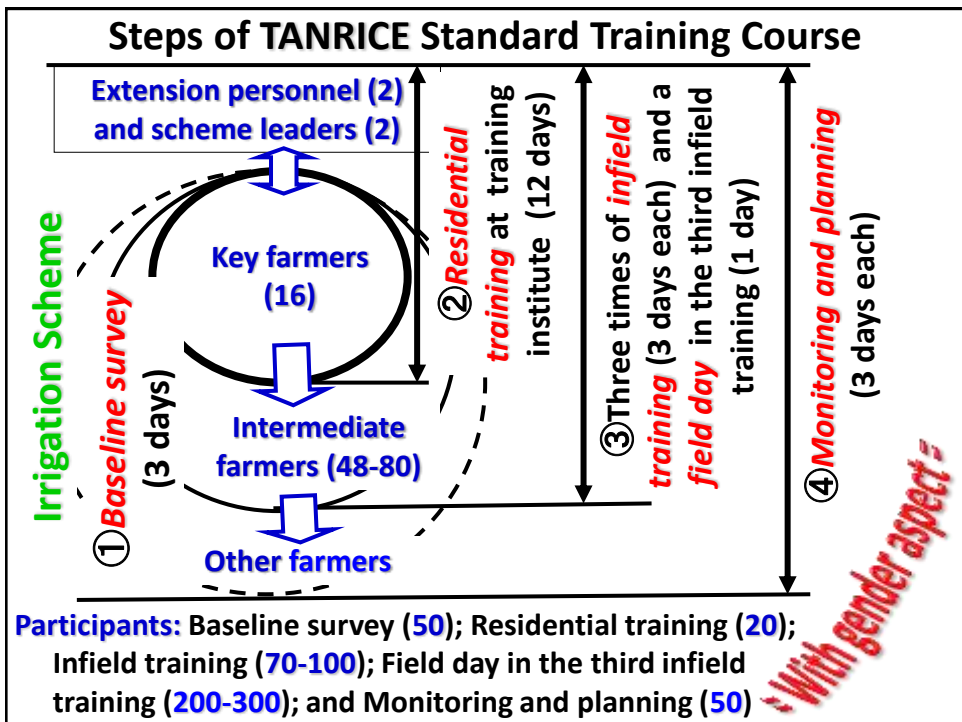 Steps of TANRICE Standard Training Course
Extension personnel (2)
and scheme leaders (2)
Key farmers
(16)
Intermediate
farmers (48-80)
Other farmers
Irrigation Scheme
①Baseline survey
(3 days)
②Residential
training at training
institute (12 days)
③Three times of infield
training (3 days each) and a
field day in the third infield
training (1 day)
④Monitoring and planning
(3 days each)
"With gender aspect"
Participants: Baseline survey (50); Residential training (20);
Infield training (70-100); Field day in the third infield
training (200-300); and Monitoring and planning (50)